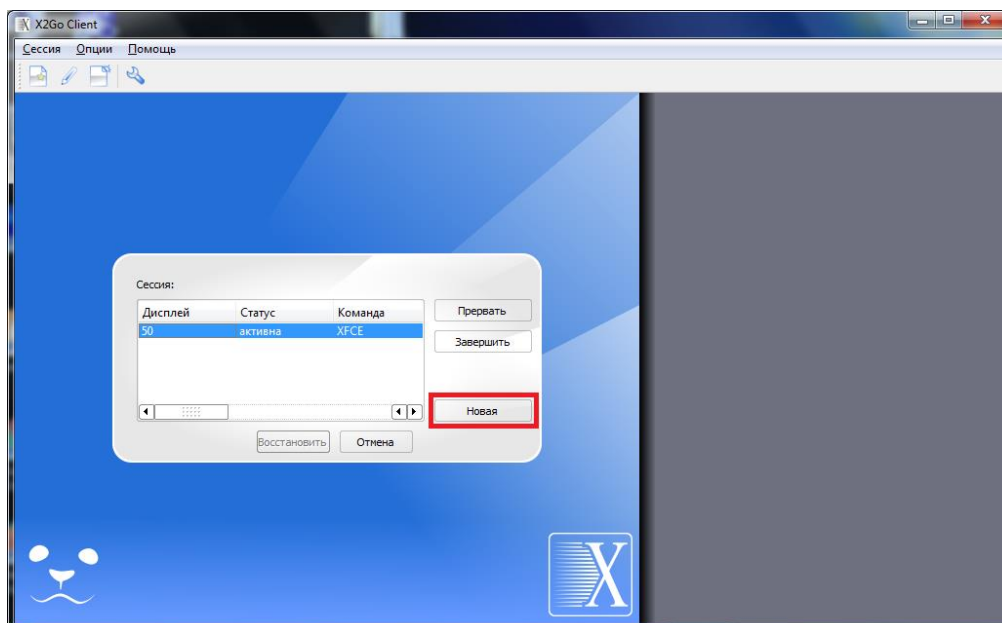 X2Go Client
Сессия Опции Помощь
Сессия:
Дисплей Статус Команда
50 активна XFCE
Прервать
Завершить
Новая
Восстановить Отмена
X